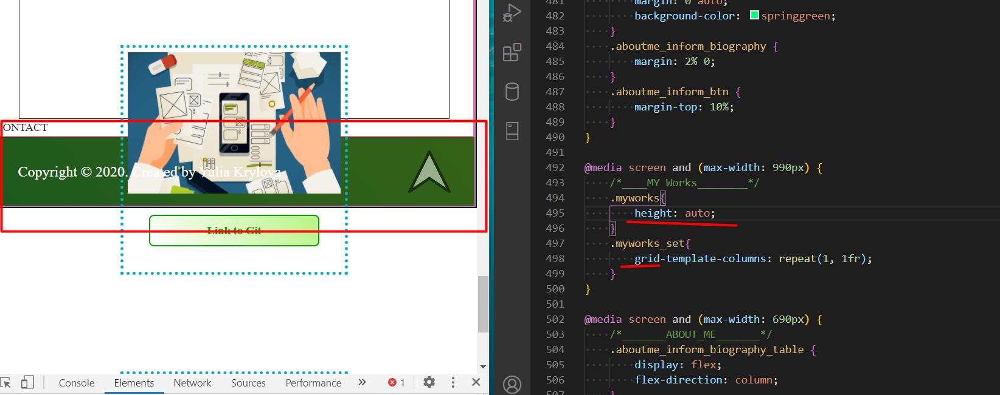 ONTACT
Copyright © 2020. Created by Yulia Krylova
Link to Git
Console Elements Network Sources Performance » 1
481 margin: 0 auto;
482 background-color: springgreen;
483 }
484 .aboutme_inform_biography {
485 margin: 2% 0;
486 }
487 .aboutme_inform_btn {
488 margin-top: 10%;
489 }
490 }
491
492 @media screen and (max-width: 990px) {
493 /*____MY Works________*/
494 .myworks{
495 height: auto;
496 }
497 .myworks_set{
498 grid-template-columns: repeat(1, 1fr);
499 }
500 }
501
502 @media screen and (max-width: 690px) {
503 /*_______ABOUT_ME_______*/
504 .aboutme_inform_biography_table {
505 display: flex;
506 flex-direction: column;
507 }